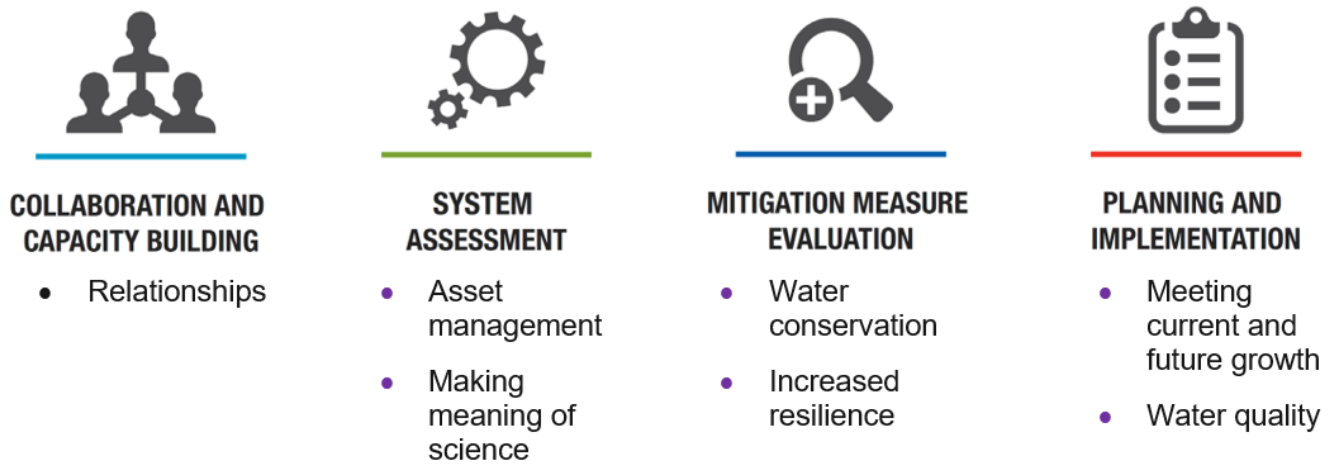 COLLABORATION AND
CAPACITY BUILDING
• Relationships
SYSTEM
ASSESSMENT
• Asset
management
• Making
meaning of
science
MITIGATION MEASURE
EVALUATION
• Water
conservation
• Increased
resilience
PLANNING AND
IMPLEMENTATION
• Meeting
current and
future growth
• Water quality